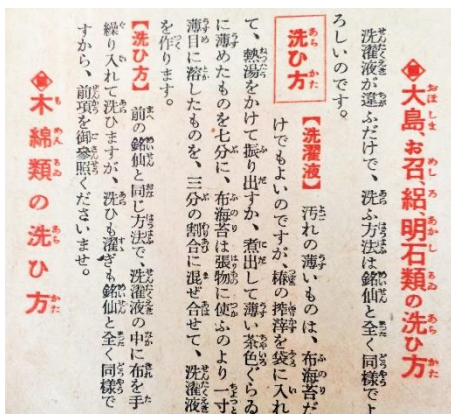 大島、お召、絽、明石類の洗ひ方
洗濯液が違ふだけで、洗ふ方法は銘仙と全く同様でよ
ろしいのです。
洗ひ方
【洗濯液】 汚れの薄いものは、布海苔だ
けでもよいのですが、椿の搾滓を袋に入れ
て、熱湯をかけて振り出すか、煮出して薄い茶色ぐらゐ
に薄めたものを七分に、布海苔は張物に使ふのより一寸
薄目に溶したものを、三分の割合に混ぜ合せて、洗濯液
を作ります。
【洗ひ方】 前の銘仙と同じ方法で、洗濯液の中に布を手
繰り入れて洗ひますが、洗ひも濯ぎも銘仙と全く同様で
すから、前項を御参照くださいませ。
木綿類の洗ひ方